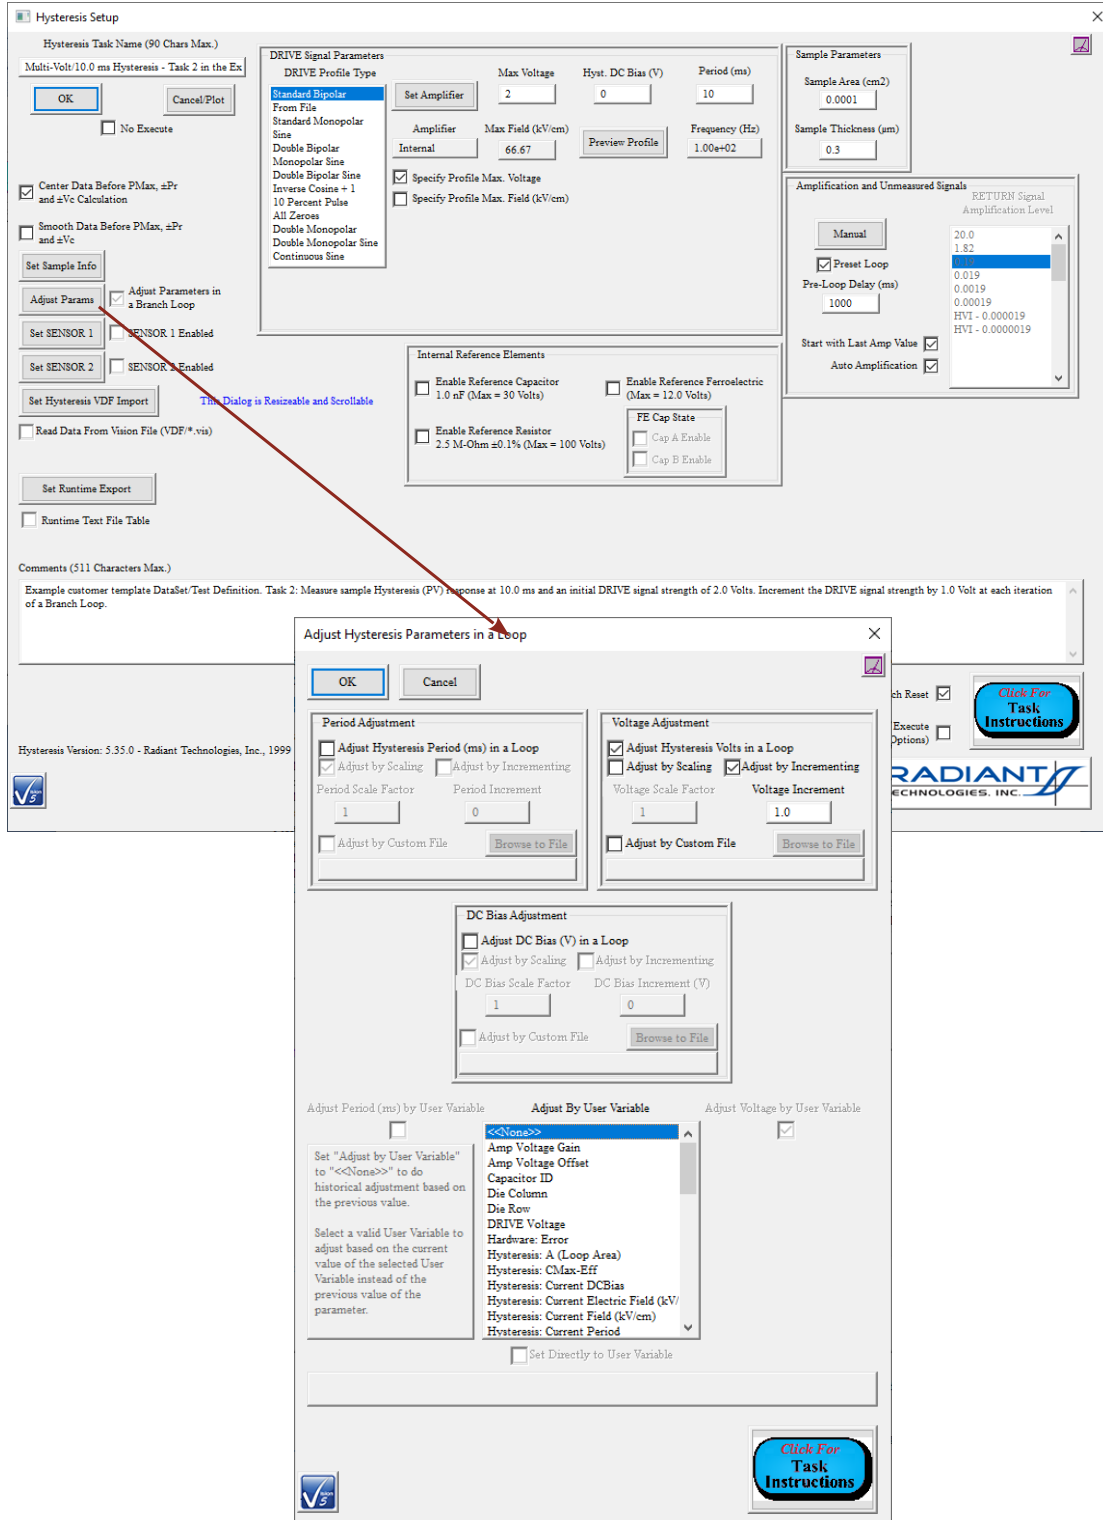 Hysteresis Setup
Hysteresis Task Name (90 Chars Max.)
Multi-Volt/10.0 ms Hysteresis - Task 2 in the Ex
OK
Cancel/Plot
No Execute
Center Data Before PMax, ±Pr
and ±Vc Calculation
Smooth Data Before PMax, ±Pr
and ±Vc
Set Sample Info
Adjust Params
Adjust Parameters in
a Branch Loop
Set SENSOR 1
SENSOR 1 Enabled
Set SENSOR 2
SENSOR 2 Enabled
Set Hysteresis VDF Import
This Dialog is Resizeable and Scrollable
Read Data From Vision File (VDF/*.vis)
Set Runtime Export
Runtime Text File Table
DRIVE Signal Parameters
DRIVE Profile Type
Standard Bipolar
From File
Standard Monopolar
Sine
Double Bipolar
Monopolar Sine
Double Bipolar Sine
Inverse Cosine + 1
10 Percent Pulse
All Zeroes
Double Monopolar
Double Monopolar Sine
Continuous Sine
Set Amplifier
Max Voltage
2
Hyst. DC Bias (V)
0
Period (ms)
10
Amplifier
Internal
Max Field (kV/cm)
66.67
Preview Profile
Frequency (Hz)
1.00e+02
Specify Profile Max. Voltage
Specify Profile Max. Field (kV/cm)
Internal Reference Elements
Enable Reference Capacitor
1.0 nF (Max = 30 Volts)
Enable Reference Resistor
2.5 M-Ohm ±0.1% (Max = 100 Volts)
Enable Reference Ferroelectric
(Max = 12.0 Volts)
FE Cap State
Cap A Enable
Cap B Enable
Sample Parameters
Sample Area (cm2)
0.0001
Sample Thickness (µm)
0.3
Amplification and Unmeasured Signals
RETURN Signal
Amplification Level
Manual
Preset Loop
Pre-Loop Delay (ms)
1000
Start with Last Amp Value
Auto Amplification
20.0
1.82
0.19
0.019
0.0019
0.00019
HVI - 0.000019
HVI - 0.0000019
Comments (511 Characters Max.)
Example customer template DataSet/Test Definition. Task 2: Measure sample Hysteresis (PV) response at 10.0 ms and an initial DRIVE signal strength of 2.0 Volts. Increment the DRIVE signal strength by 1.0 Volt at each iteration
of a Branch Loop.
ch Reset
Execute
Options)
Click For
Task
Instructions
Hysteresis Version: 5.35.0 - Radiant Technologies, Inc., 1999
V5
RADIANT
ECHNOLOGIES, INC.
Adjust Hysteresis Parameters in a Loop
OK
Cancel
Period Adjustment
Adjust Hysteresis Period (ms) in a Loop
Adjust by Scaling
Adjust by Incrementing
Period Scale Factor
Period Increment
1
0
Adjust by Custom File
Browse to File
Voltage Adjustment
Adjust Hysteresis Volts in a Loop
Adjust by Scaling
Adjust by Incrementing
Voltage Scale Factor
Voltage Increment
1
1.0
Adjust by Custom File
Browse to File
DC Bias Adjustment
Adjust DC Bias (V) in a Loop
Adjust by Scaling
Adjust by Incrementing
DC Bias Scale Factor
DC Bias Increment (V)
1
0
Adjust by Custom File
Browse to File
Adjust Period (ms) by User Variable
Adjust By User Variable
Adjust Voltage by User Variable
Set "Adjust by User Variable"
to "<<None>>" to do
historical adjustment based on
the previous value.
Select a valid User Variable to
adjust based on the current
value of the selected User
Variable instead of the
previous value of the
parameter.
<<None>>
Amp Voltage Gain
Amp Voltage Offset
Capacitor ID
Die Column
Die Row
DRIVE Voltage
Hardware: Error
Hysteresis: A (Loop Area)
Hysteresis: CMax-Eff
Hysteresis: Current DCBias
Hysteresis: Current Electric Field (kV/
Hysteresis: Current Field (kV/cm)
Hysteresis: Current Period
Set Directly to User Variable
Click For
Task
Instructions
V5